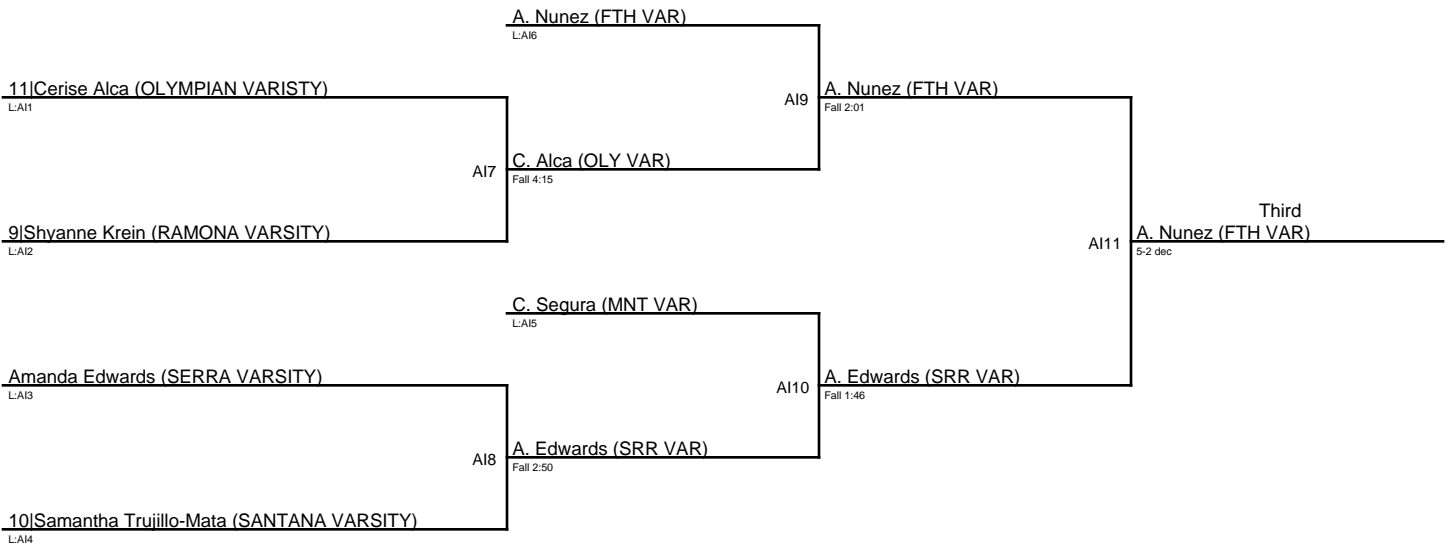 A. Nunez (FTH VAR)
L:AI6
11|Cerise Alca (OLYMPIAN VARISTY)
L:AI1
AI9
A. Nunez (FTH VAR)
Fall 2:01
AI7
C. Alca (OLY VAR)
Fall 4:15
9|Shyanne Krein (RAMONA VARSITY)
L:AI2
Third
AI11
A. Nunez (FTH VAR)
5-2 dec
C. Segura (MNT VAR)
L:AI5
Amanda Edwards (SERRA VARSITY)
L:AI3
AI10
A. Edwards (SRR VAR)
Fall 1:46
AI8
A. Edwards (SRR VAR)
Fall 2:50
10|Samantha Trujillo-Mata (SANTANA VARSITY)
L:AI4